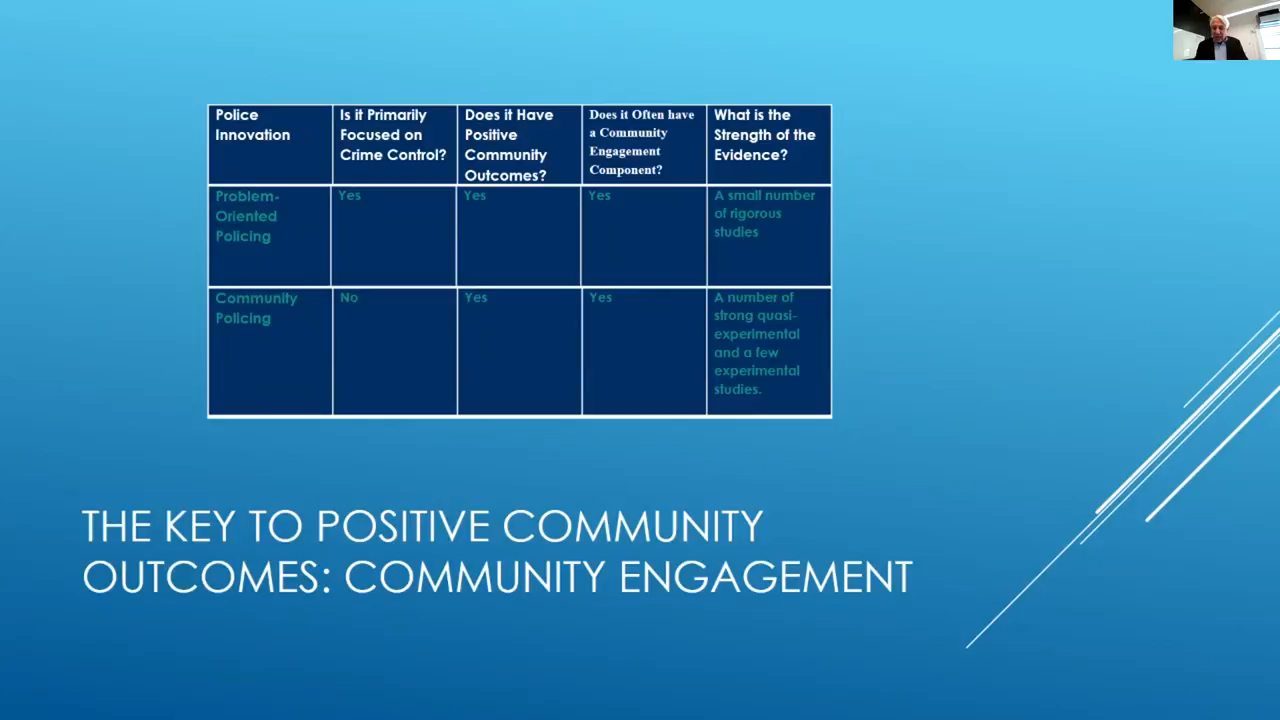 Police
Innovation
Is it Primarily
Focused on
Crime Control?
Does it Have
Positive
Community
Outcomes?
Does it Often have
a Community
Engagement
Component?
What is the
Strength of the
Evidence?
Problem-
Oriented
Policing
Yes
Yes
Yes
A small number
of rigorous
studies
Community
Policing
No
Yes
Yes
A number of
strong quasi-
experimental
and a few
experimental
studies.
THE KEY TO POSITIVE COMMUNITY
OUTCOMES: COMMUNITY ENGAGEMENT